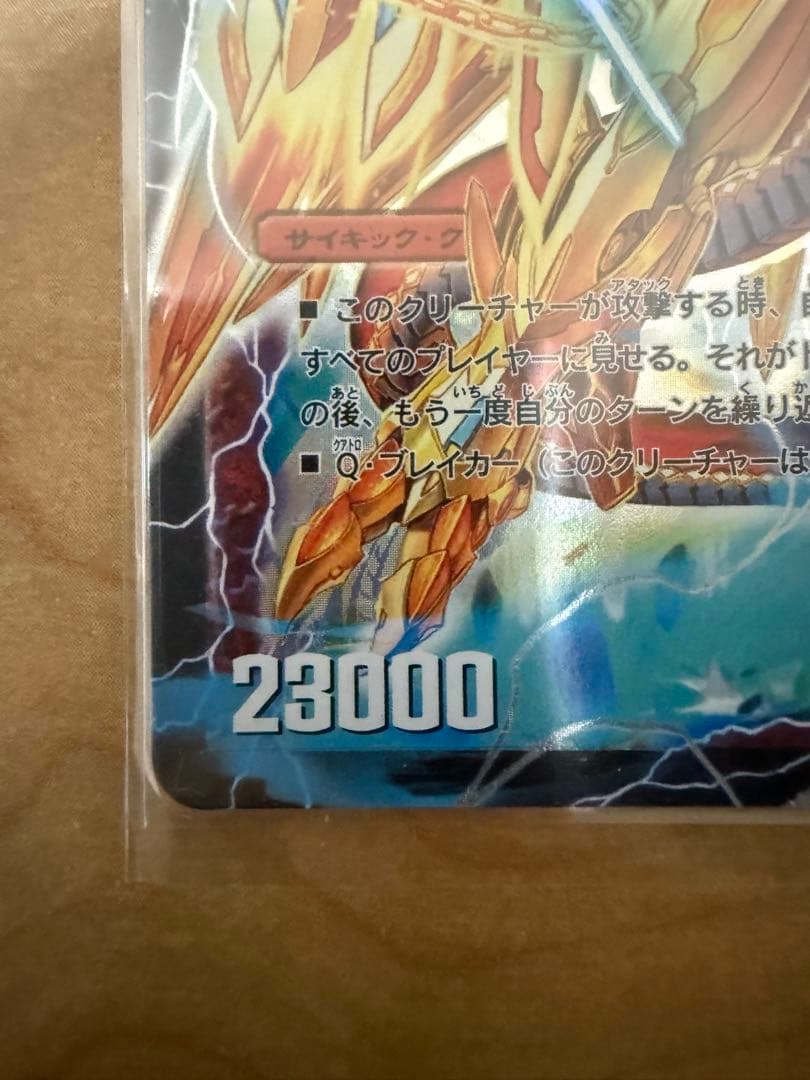 サイキック・ク
■ このクリーチャーが攻撃する時、
すべてのプレイヤーに見せる。それが
の後、もう一度自分のターンを繰り返
■ Q・ブレイカー（このクリーチャーは
23000